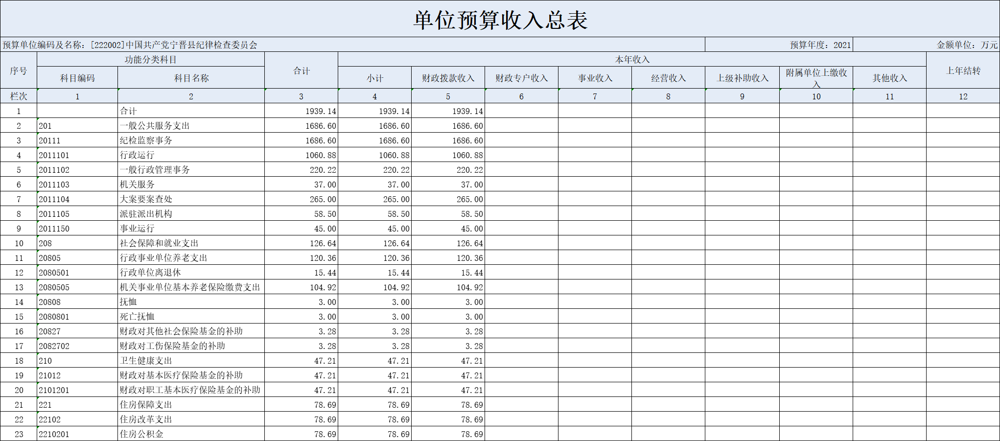 单位预算收入总表
预算单位编码及名称：[222002]中国共产党宁晋县纪律检查委员会 预算年度：2021 金额单位：万元
序号 功能分类科目 合计 本年收入 上年结转
科目编码 科目名称 小计 财政拨款收入 财政专户收入 事业收入 经营收入 上级补助收入 附属单位上缴收入 其他收入
栏次 1 2 3 4 5 6 7 8 9 10 11 12
1 合计 1939.14 1939.14 1939.14
2 201 一般公共服务支出 1686.60 1686.60 1686.60
3 20111 纪检监察事务 1686.60 1686.60 1686.60
4 2011101 行政运行 1060.88 1060.88 1060.88
5 2011102 一般行政管理事务 220.22 220.22 220.22
6 2011103 机关服务 37.00 37.00 37.00
7 2011104 大案要案查处 265.00 265.00 265.00
8 2011105 派驻派出机构 58.50 58.50 58.50
9 2011150 事业运行 45.00 45.00 45.00
10 208 社会保障和就业支出 126.64 126.64 126.64
11 20805 行政事业单位养老支出 120.36 120.36 120.36
12 2080501 行政单位离退休 15.44 15.44 15.44
13 2080505 机关事业单位基本养老保险缴费支出 104.92 104.92 104.92
14 20808 抚恤 3.00 3.00 3.00
15 2080801 死亡抚恤 3.00 3.00 3.00
16 20827 财政对其他社会保险基金的补助 3.28 3.28 3.28
17 2082702 财政对工伤保险基金的补助 3.28 3.28 3.28
18 210 卫生健康支出 47.21 47.21 47.21
19 21012 财政对基本医疗保险基金的补助 47.21 47.21 47.21
20 2101201 财政对职工基本医疗保险基金的补助 47.21 47.21 47.21
21 221 住房保障支出 78.69 78.69 78.69
22 22102 住房改革支出 78.69 78.69 78.69
23 2210201 住房公积金 78.69 78.69 78.69